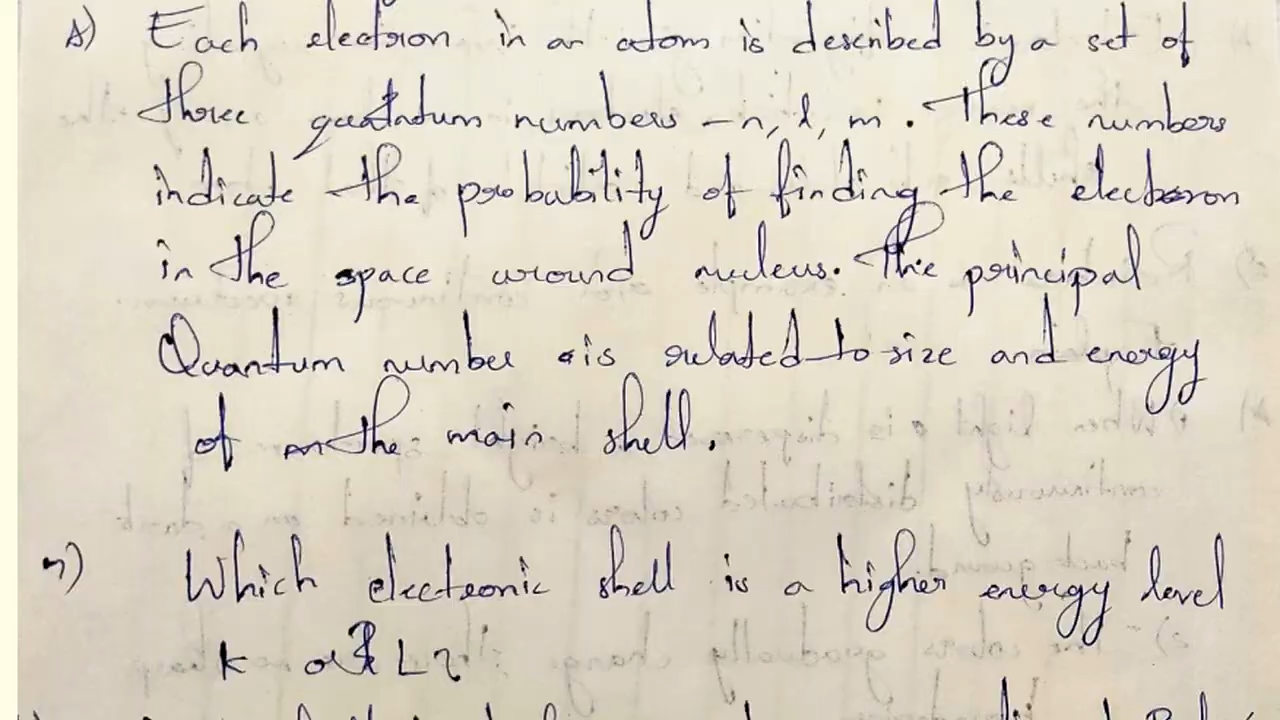 A) Each electron in an atom is described by a set of
three quantum numbers - n, l, m. These numbers
indicate the probability of finding the electron
in the space around nucleus. The principal
Quantum number is related to size and energy
of the main shell.
7) Which electronic shell is a higher energy level
K or L?